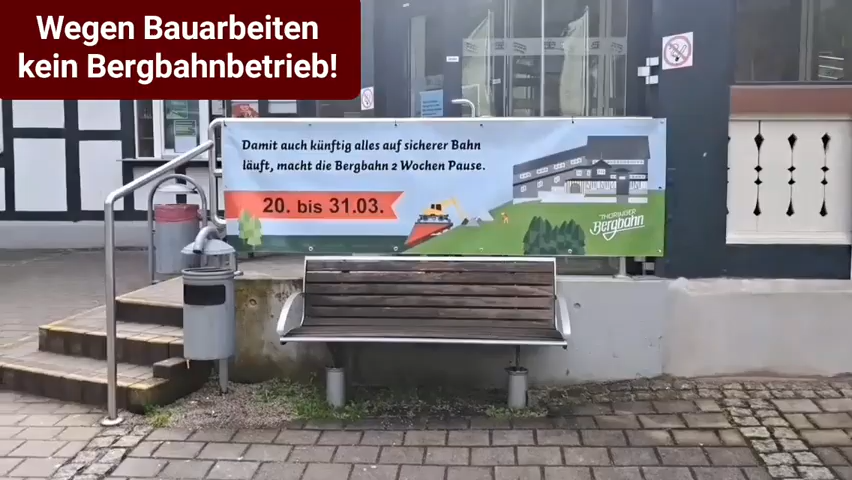 Wegen Bauarbeiten
kein Bergbahnbetrieb!
Damit auch künftig alles auf sicherer Bahn
läuft, macht die Bergbahn 2 Wochen Pause.
20. bis 31.03.
THÜRINGER
Bergbahn